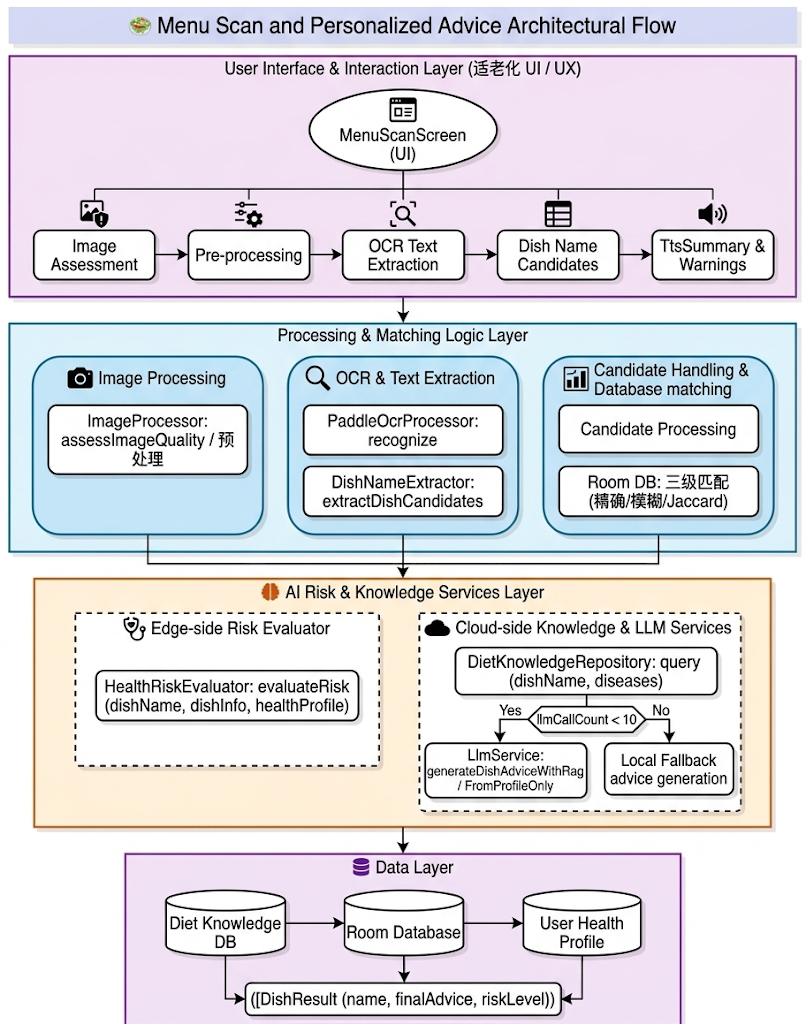 Menu Scan and Personalized Advice Architectural Flow
User Interface & Interaction Layer (适老化 UI / UX)
MenuScanScreen
(UI)
Image
Assessment
Pre-processing
OCR Text
Extraction
Dish Name
Candidates
TtsSummary &
Warnings
Processing & Matching Logic Layer
Image Processing
ImageProcessor:
assessImageQuality / 预
处理
OCR & Text Extraction
PaddleOcrProcessor:
recognize
DishNameExtractor:
extractDishCandidates
Candidate Handling &
Database matching
Candidate Processing
Room DB: 三级匹配
(精确/模糊/Jaccard)
AI Risk & Knowledge Services Layer
Edge-side Risk Evaluator
HealthRiskEvaluator: evaluateRisk
(dishName, dishInfo, healthProfile)
Cloud-side Knowledge & LLM Services
DietKnowledgeRepository: query
(dishName, diseases)
Yes
llmCallCount < 10
No
LlmService:
generateDishAdviceWithRag
/ FromProfileOnly
Local Fallback
advice generation
Data Layer
Diet Knowledge
DB
Room Database
User Health
Profile
([DishResult (name, finalAdvice, riskLevel))